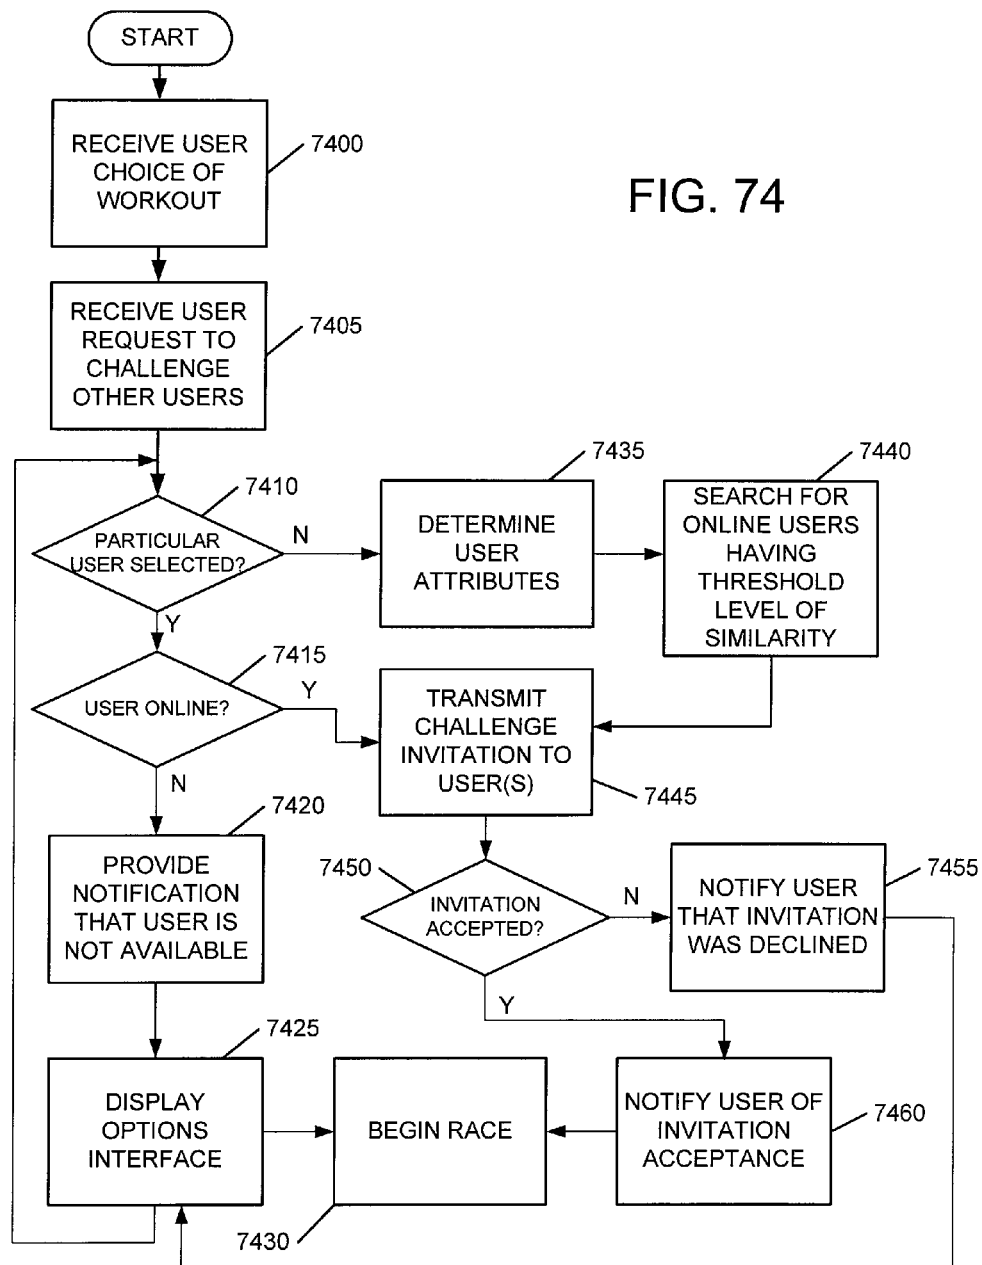 START
RECEIVE USER
CHOICE OF
WORKOUT
7400
FIG. 74
RECEIVE USER
REQUEST TO
CHALLENGE
OTHER USERS
7405
7410
PARTICULAR
USER SELECTED?
N
Y
7435
DETERMINE
USER
ATTRIBUTES
7440
SEARCH FOR
ONLINE USERS
HAVING
THRESHOLD
LEVEL OF
SIMILARITY
7415
USER ONLINE?
Y
N
TRANSMIT
CHALLENGE
INVITATION TO
USER(S)
7445
7420
PROVIDE
NOTIFICATION
THAT USER IS
NOT AVAILABLE
7450
INVITATION
ACCEPTED?
N
Y
7455
NOTIFY USER
THAT INVITATION
WAS DECLINED
7425
DISPLAY
OPTIONS
INTERFACE
BEGIN RACE
7430
NOTIFY USER OF
INVITATION
ACCEPTANCE
7460